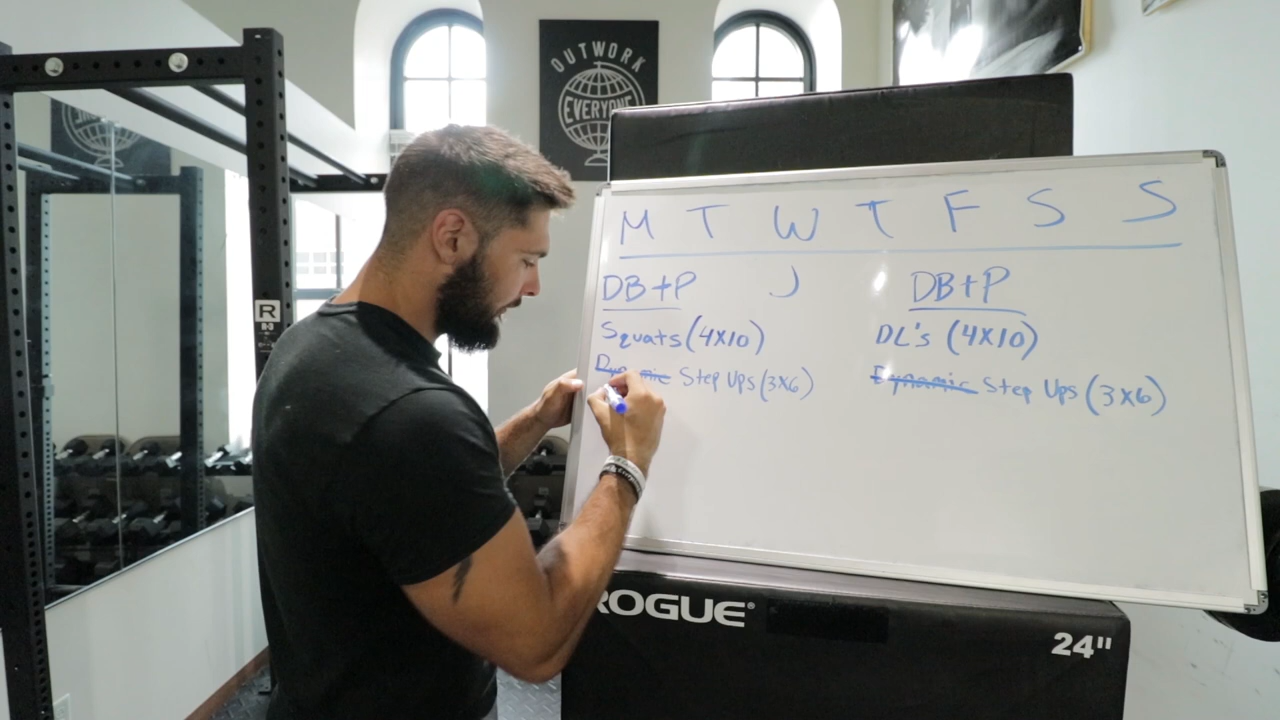 OUTWORK
EVERYONE
M T W T F S S
DB+P J DB+P
Squats (4X10) DL's (4X10)
Dynamic Step Ups (3X6) Dynamic Step Ups (3X6)
R
ROGUE®
24"